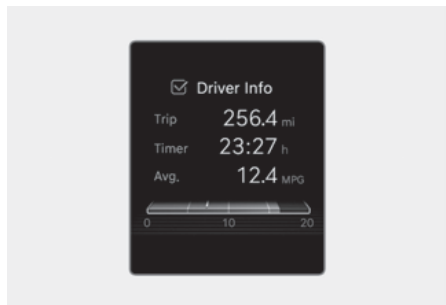 Driver Info
Trip 256.4 mi
Timer 23:27 h
Avg. 12.4 MPG
0 10 20